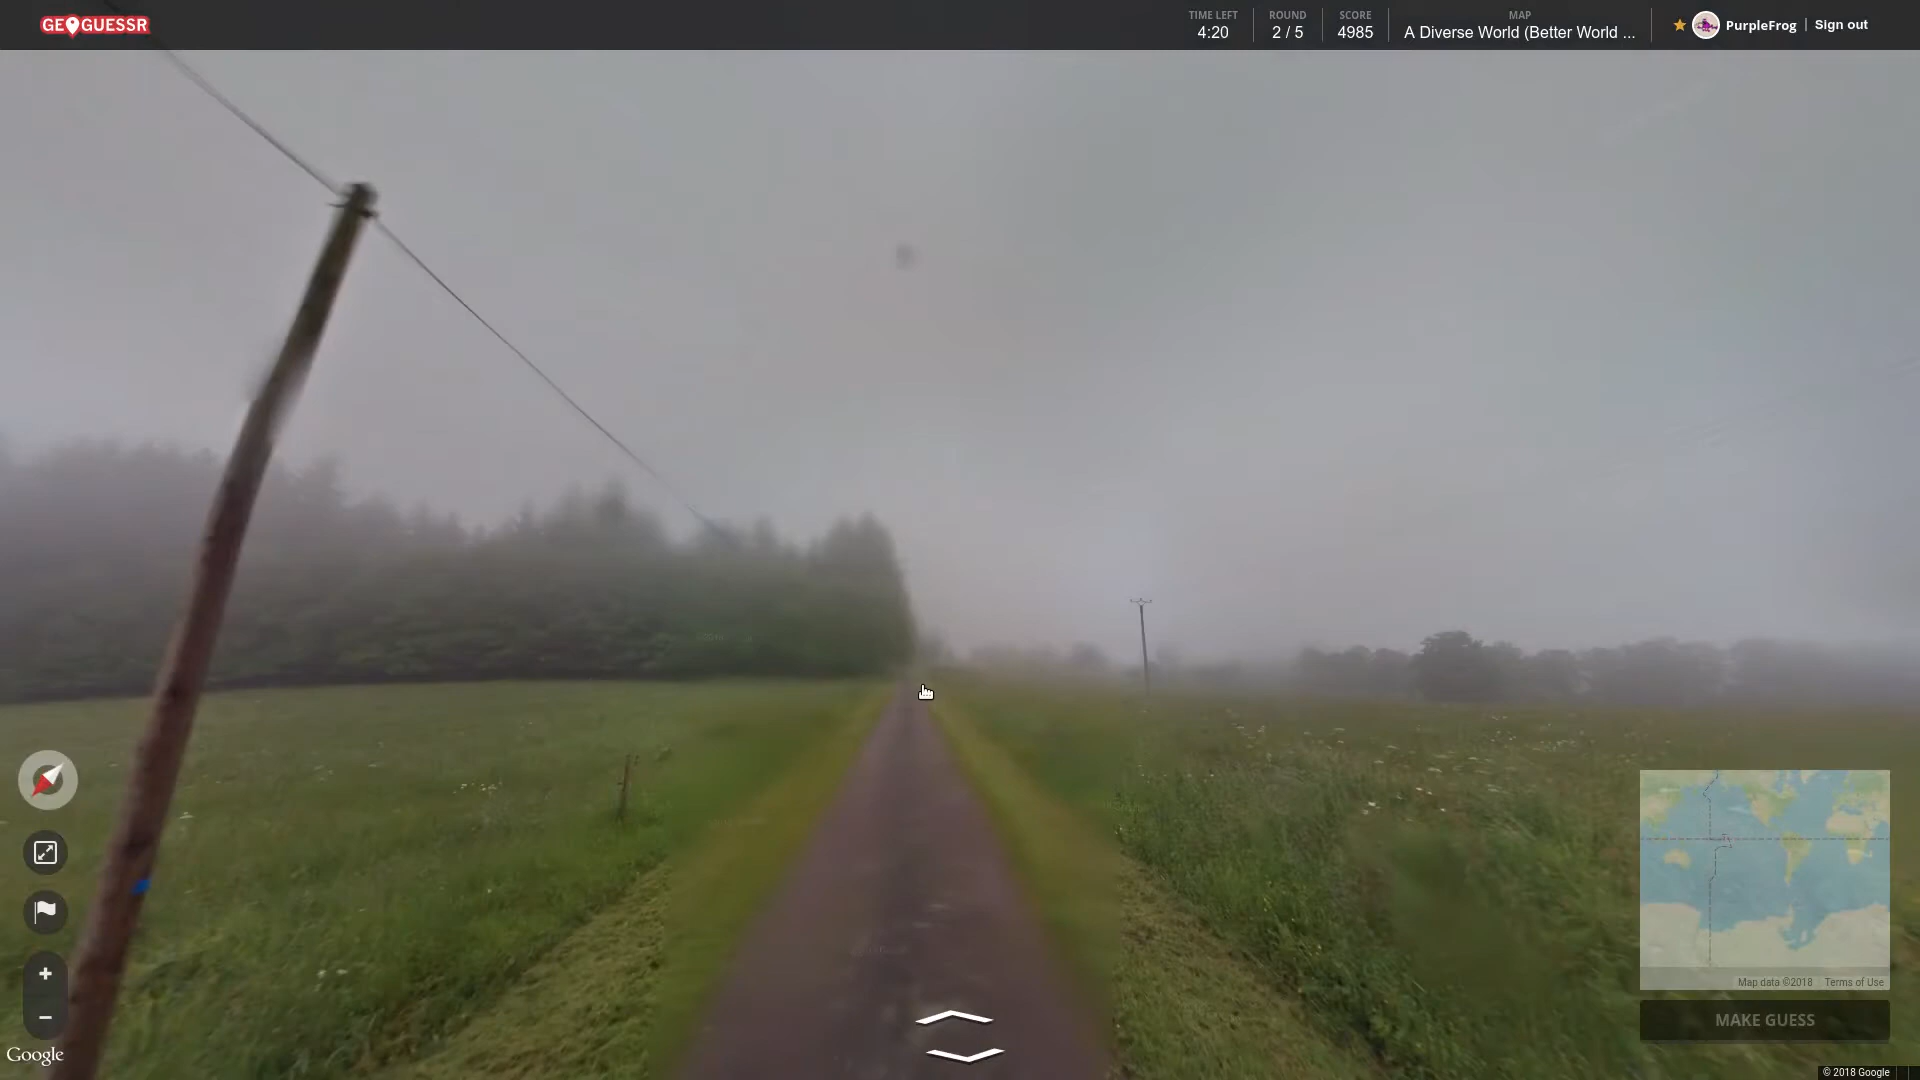 GEOGUESSR
TIME LEFT
4:20
ROUND
2 / 5
SCORE
4985
MAP
A Diverse World (Better World ...
PurpleFrog
Sign out
Map data ©2018
Terms of Use
MAKE GUESS
Google
© 2018 Google